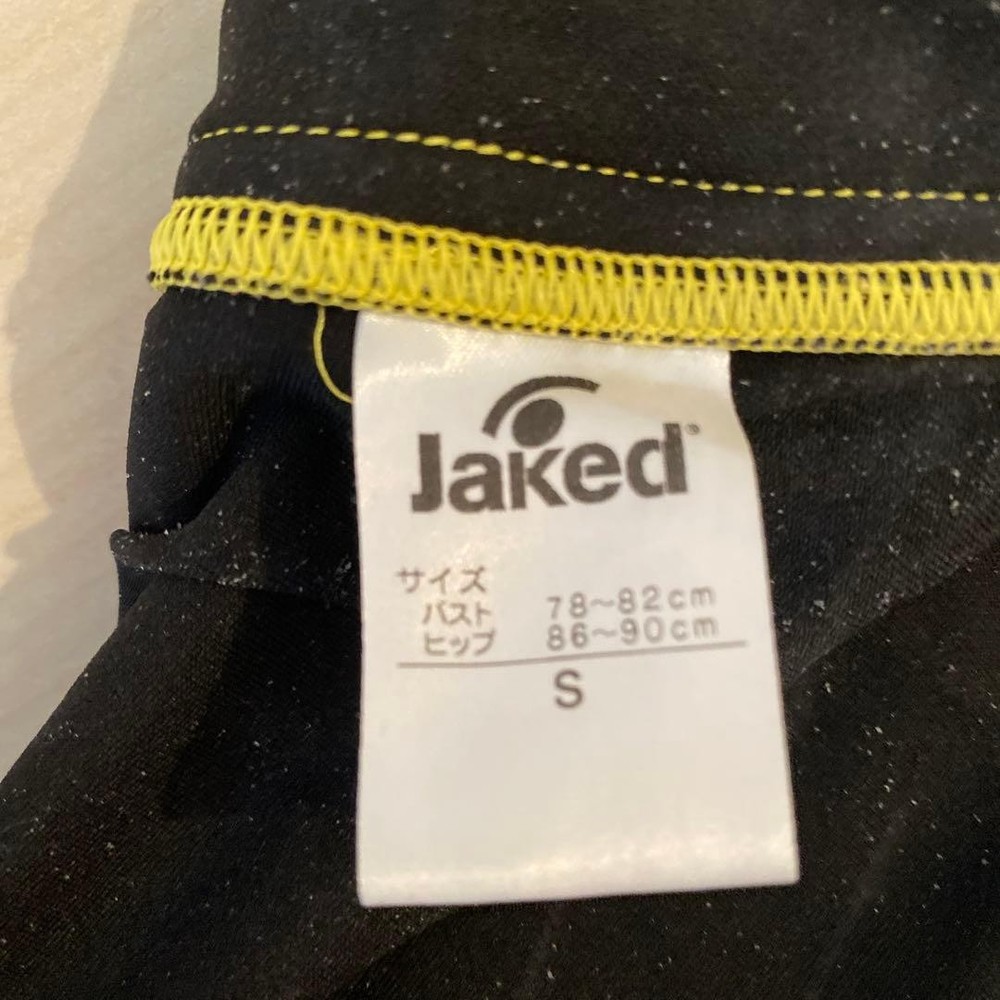 Jaked®
サイズ
バスト 78～82cm
ヒップ 86～90cm
S